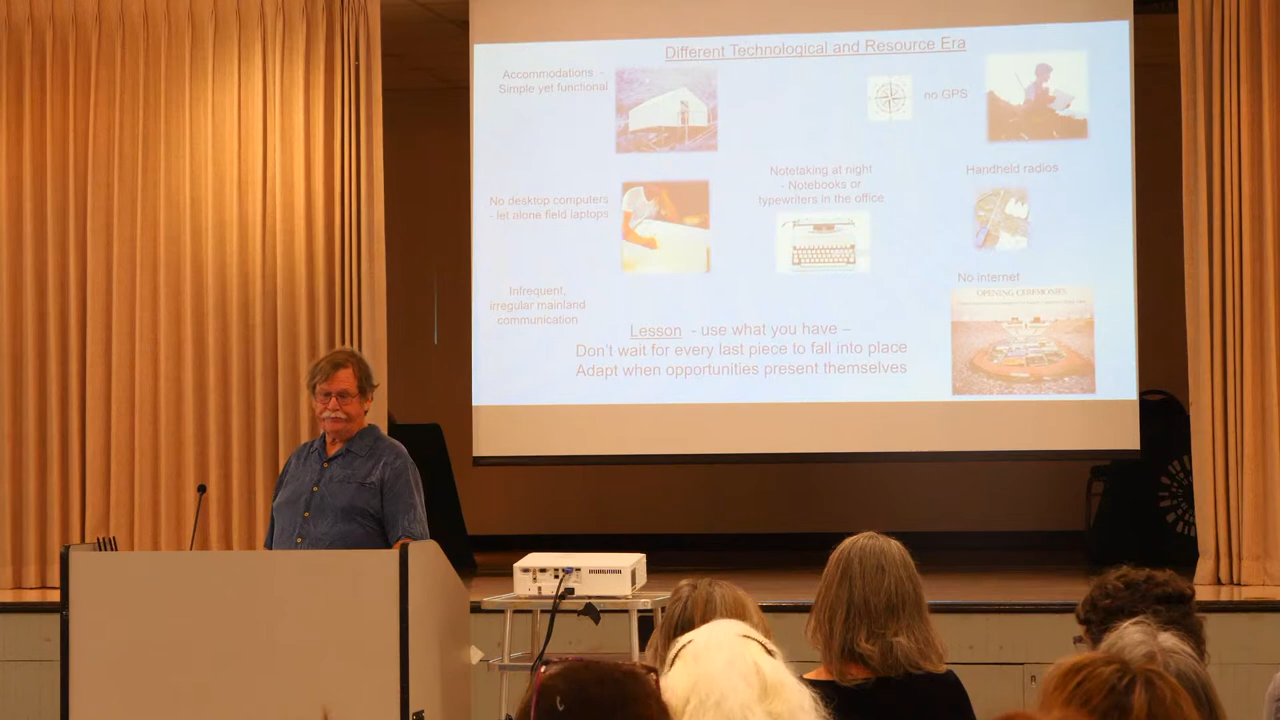 Different Technological and Resource Era
Accommodations -
Simple yet functional
no GPS
Notetaking at night
- Notebooks or
typewriters in the office
Handheld radios
No desktop computers
- let alone field laptops
No internet
OPENING CEREMONIES
Infrequent,
irregular mainland
communication
Lesson - use what you have –
Don't wait for every last piece to fall into place
Adapt when opportunities present themselves